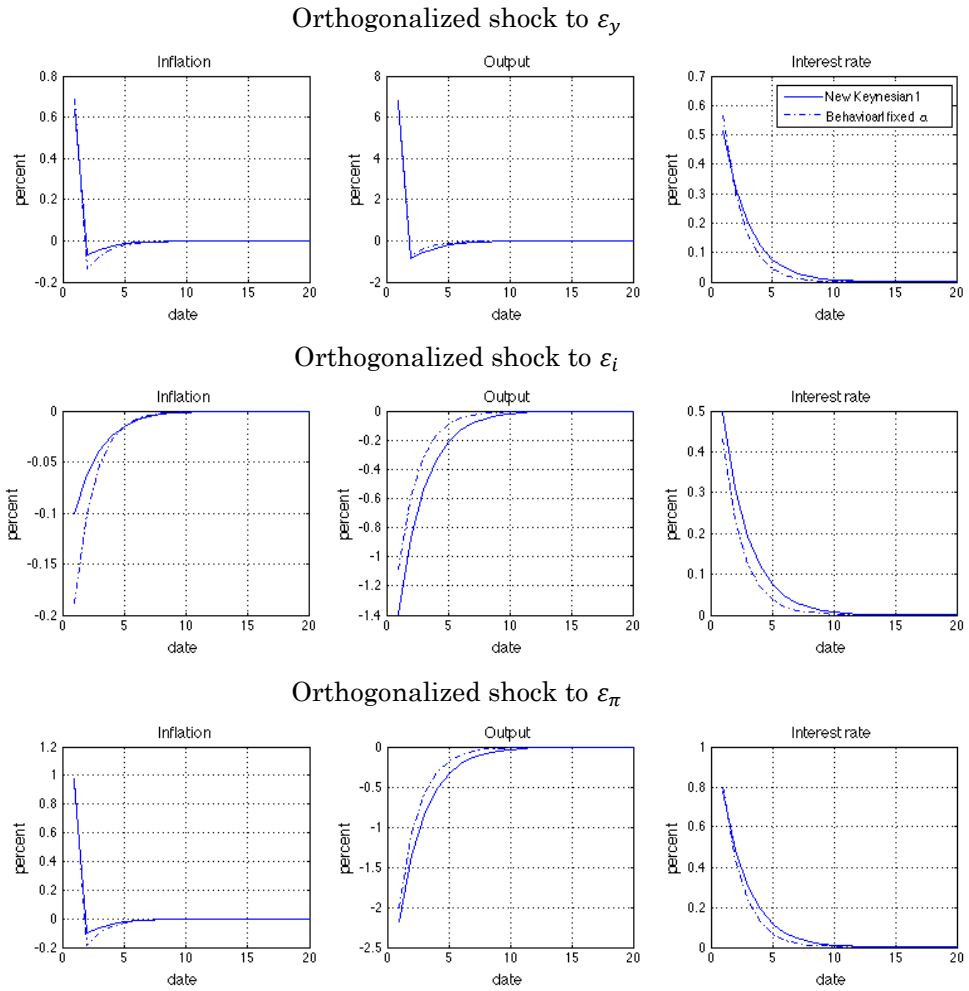 Orthogonalized shock to εy
Inflation
Output
Interest rate
0.8
0.6
0.4
0.2
0
-0.2
percent
0 5 10 15 20
date
8
6
4
2
0
-2
percent
0 5 10 15 20
date
0.7
0.6
0.5
0.4
0.3
0.2
0.1
0
percent
New Keynesian 1
Behavioarl fixed α
0 5 10 15 20
date
Orthogonalized shock to εi
Inflation
Output
Interest rate
0
-0.05
-0.1
-0.15
-0.2
percent
0 5 10 15 20
date
0
-0.2
-0.4
-0.6
-0.8
-1
-1.2
-1.4
percent
0 5 10 15 20
date
0.5
0.4
0.3
0.2
0.1
0
percent
0 5 10 15 20
date
Orthogonalized shock to επ
Inflation
Output
Interest rate
1.2
1
0.8
0.6
0.4
0.2
0
-0.2
percent
0 5 10 15 20
date
0
-0.5
-1
-1.5
-2
-2.5
percent
0 5 10 15 20
date
1
0.8
0.6
0.4
0.2
0
percent
0 5 10 15 20
date